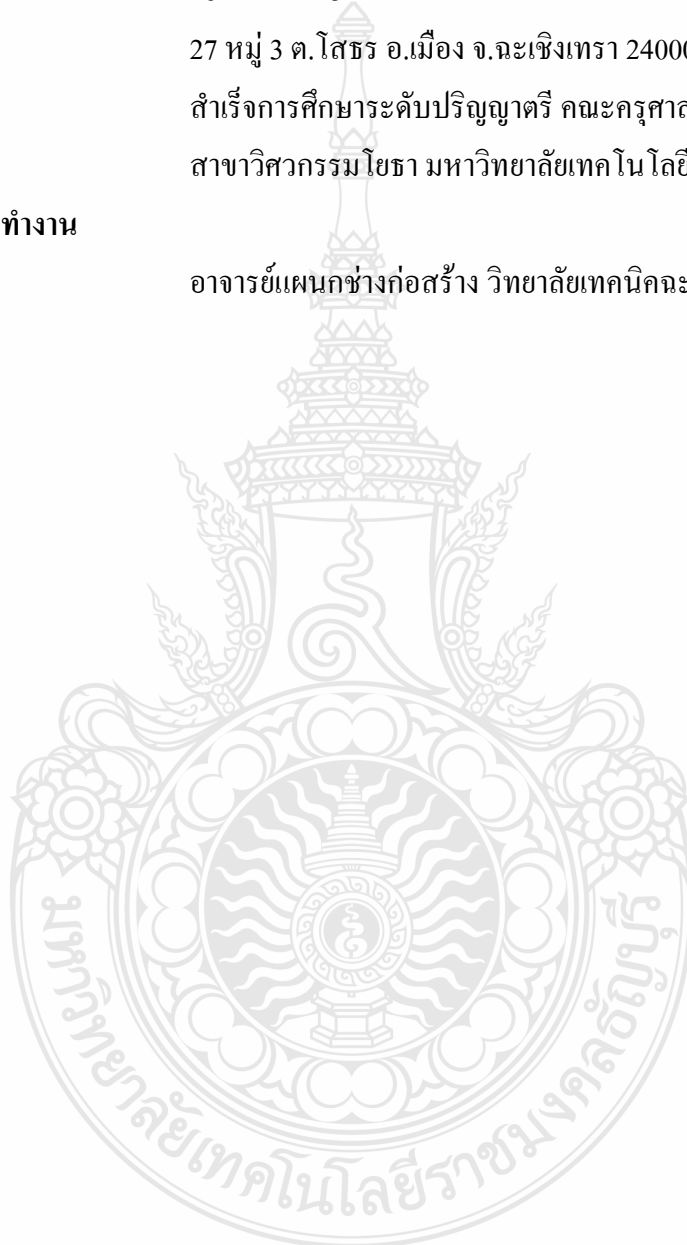 27 หมู่ 3 ต.โสธร อ.เมือง จ.ฉะเชิงเทรา 24000
สำเร็จการศึกษาระดับปริญญาตรี คณะครุศาส
สาขาวิศวกรรมโยธา มหาวิทยาลัยเทคโนโลยี
ทำงาน
อาจารย์แผนกช่างก่อสร้าง วิทยาลัยเทคนิคฉะ
มหาวิทยาลัยเทคโนโลยีราชมงคลธัญบุรี